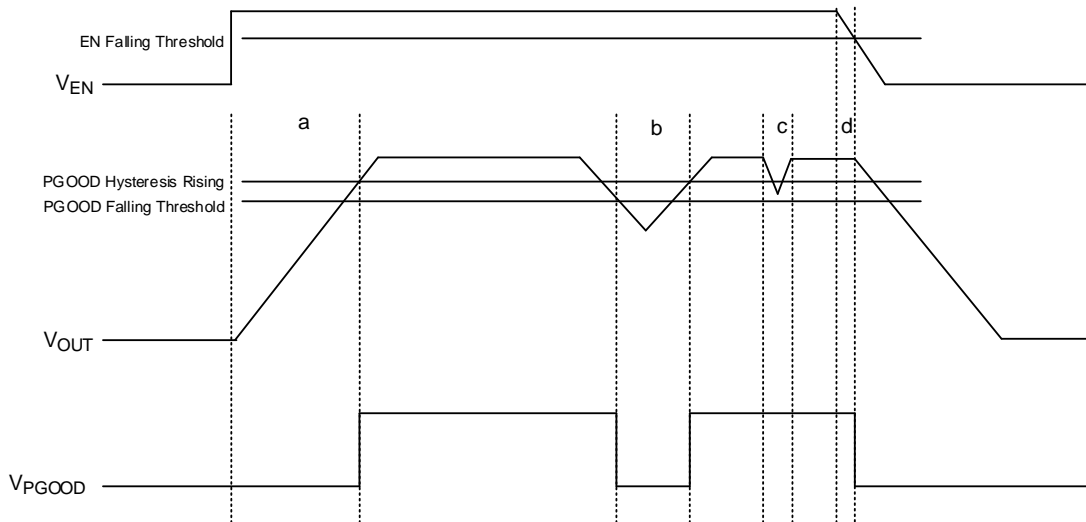 EN Falling Threshold
VEN
a
b
c
d
PGOOD Hysteresis Rising
PGOOD Falling Threshold
VOUT
VPGOOD